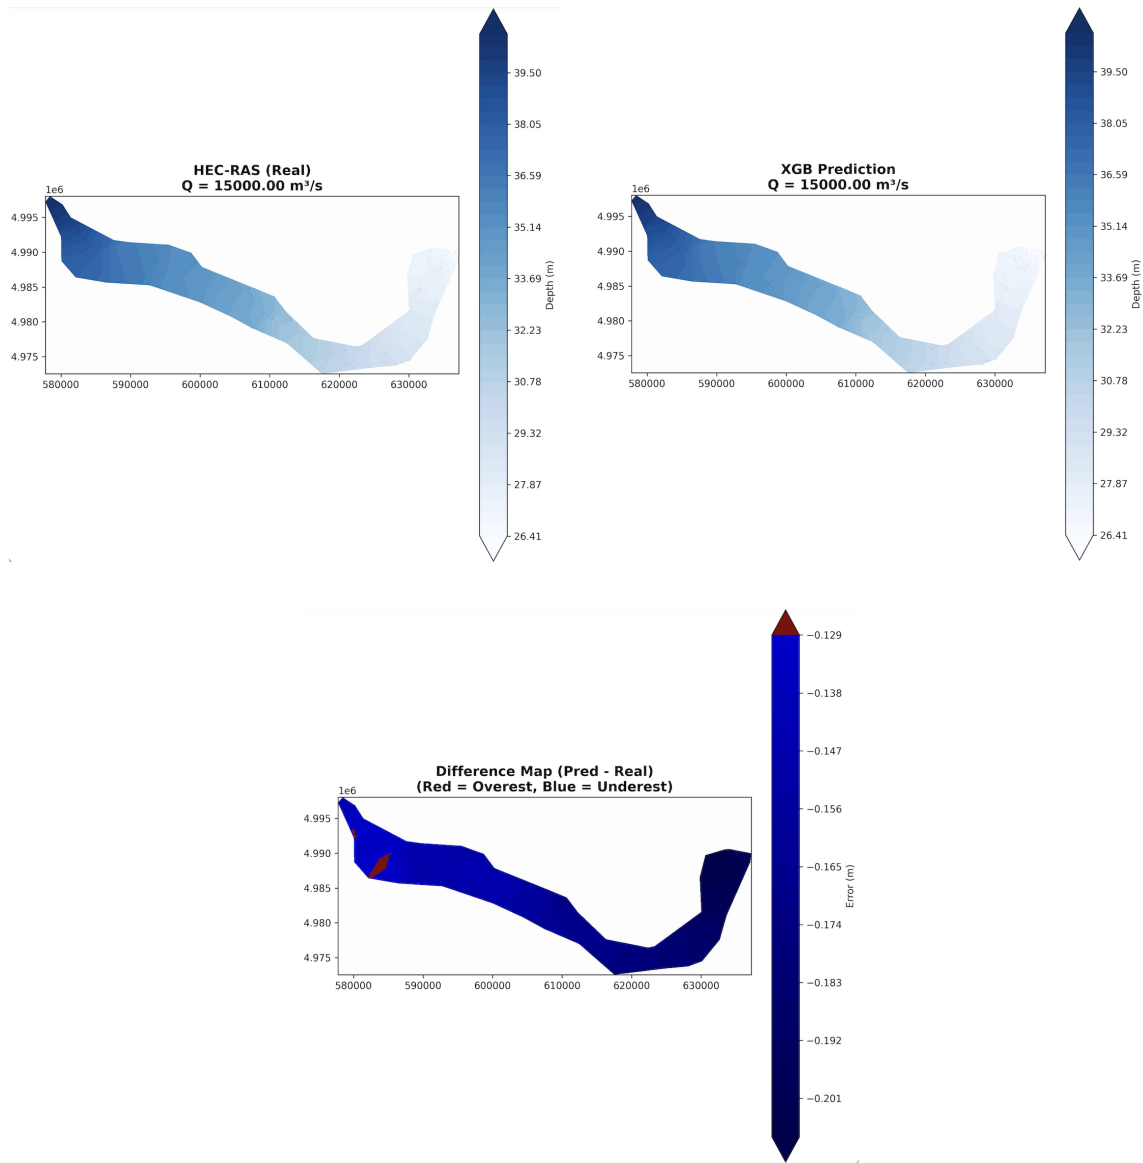 HEC-RAS (Real)
Q = 15000.00 m³/s
1e6
4.995
4.990
4.985
4.980
4.975
580000 590000 600000 610000 620000 630000
39.50
38.05
36.59
35.14
33.69
32.23
30.78
29.32
27.87
26.41
Depth (m)
XGB Prediction
Q = 15000.00 m³/s
1e6
4.995
4.990
4.985
4.980
4.975
580000 590000 600000 610000 620000 630000
39.50
38.05
36.59
35.14
33.69
32.23
30.78
29.32
27.87
26.41
Depth (m)
Difference Map (Pred - Real)
(Red = Overest, Blue = Underest)
1e6
4.995
4.990
4.985
4.980
4.975
580000 590000 600000 610000 620000 630000
−0.129
−0.138
−0.147
−0.156
−0.165
−0.174
−0.183
−0.192
−0.201
Error (m)